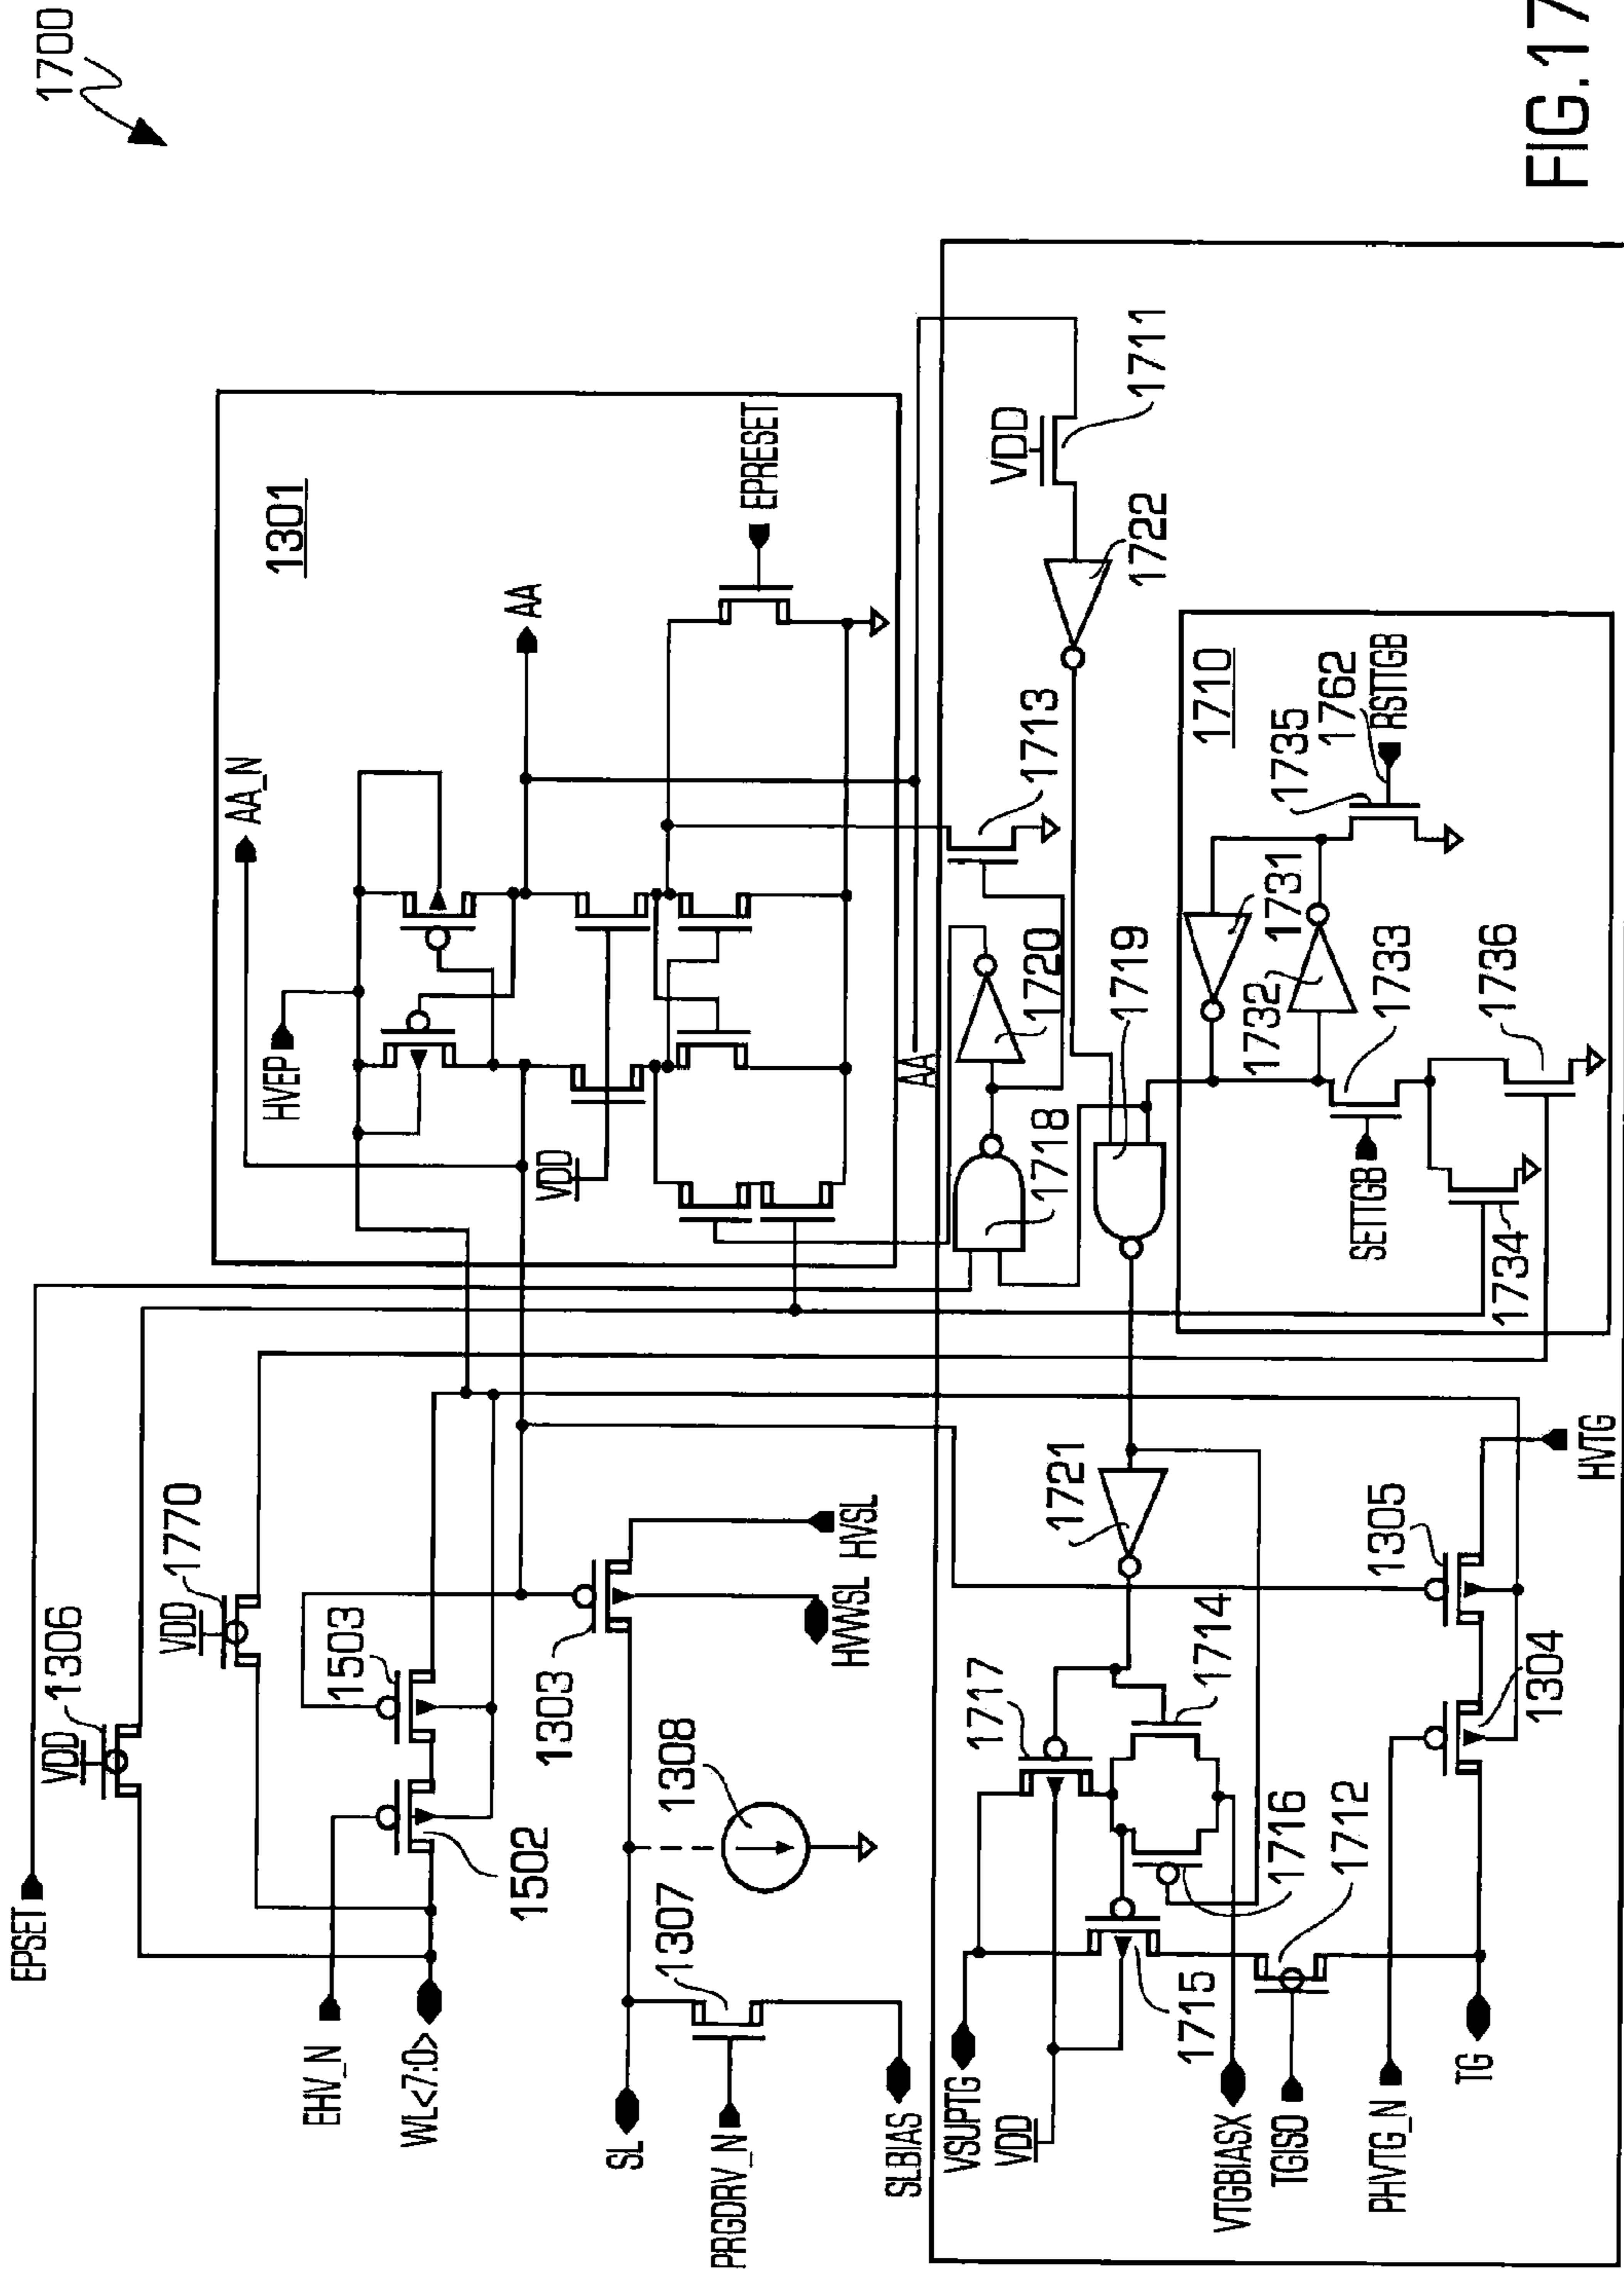 1700
FIG.17
1301
AA_N
AA
HVEP
EPRESET
VDD
AA
VDD
1711
1722
1713
1720
1719
1718
1710
1735
1762
RSTTGB
1731
1732
1733
1736
SETTGB
1734
EPSET
VDD
1306
VDD
1770
1503
1502
EHV_N
WL<7:0>
1303
HVSL
HVWSL
1308
1307
SL
PRGDRV_N
SLBIAS
1721
1717
1714
1716
1712
1715
1305
1304
HVTG
VSUPTG
VDD
VTGBIASX
TGISO
PHVTG_N
TG